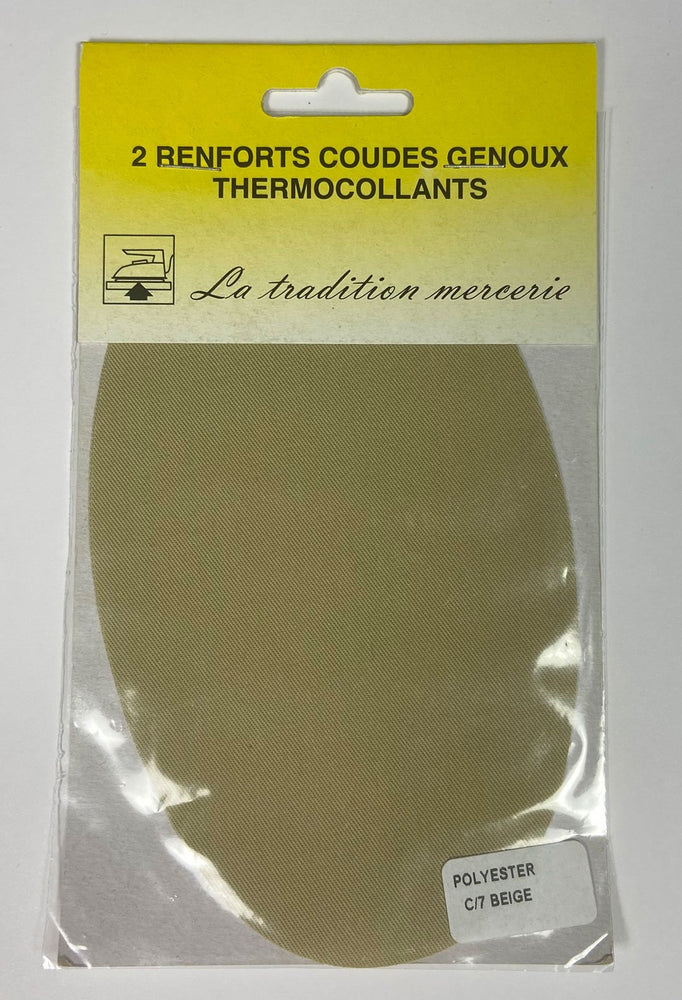 2 RENFORTS COUDES GENOUX
THERMOCOLLANTS
La tradition mercerie
POLYESTER
C/7 BEIGE